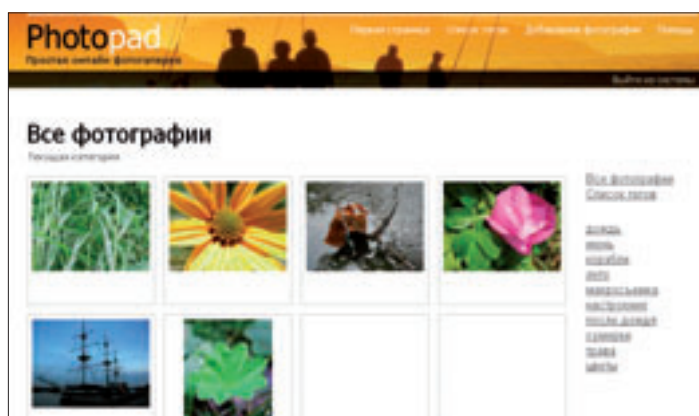 Photopad
Первая страница Список тегов Добавление фотографии Помощь
Простая онлайн фотогалерея
Выйти из системы
Все фотографии
Текущая категория
Все фотографии
Список тегов
дождь
июнь
корабли
лето
макросъемка
настроение
после дождя
сумерки
трава
цветы